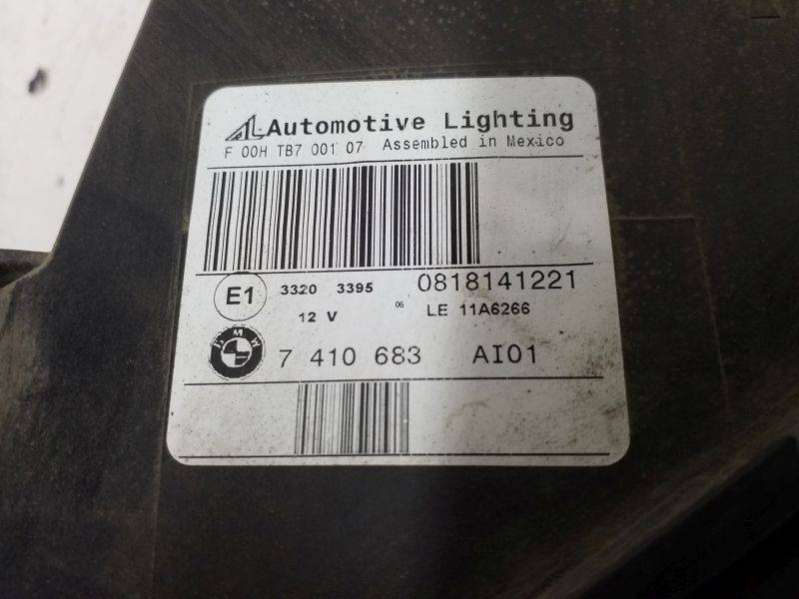 AL Automotive Lighting
F 00H TB7 001 07 Assembled in Mexico
E1 3320 3395 0818141221
12 V 06 LE 11A6266
BMW 7 410 683 AI01